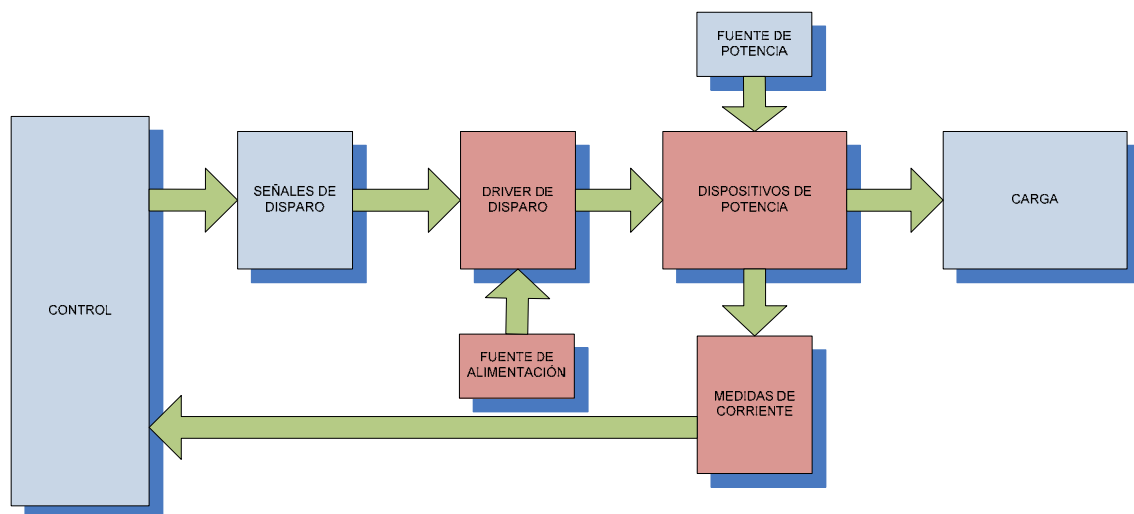 FUENTE DE
POTENCIA
CONTROL
SEÑALES DE
DISPARO
DRIVER DE
DISPARO
DISPOSITIVOS DE
POTENCIA
CARGA
FUENTE DE
ALIMENTACIÓN
MEDIDAS DE
CORRIENTE